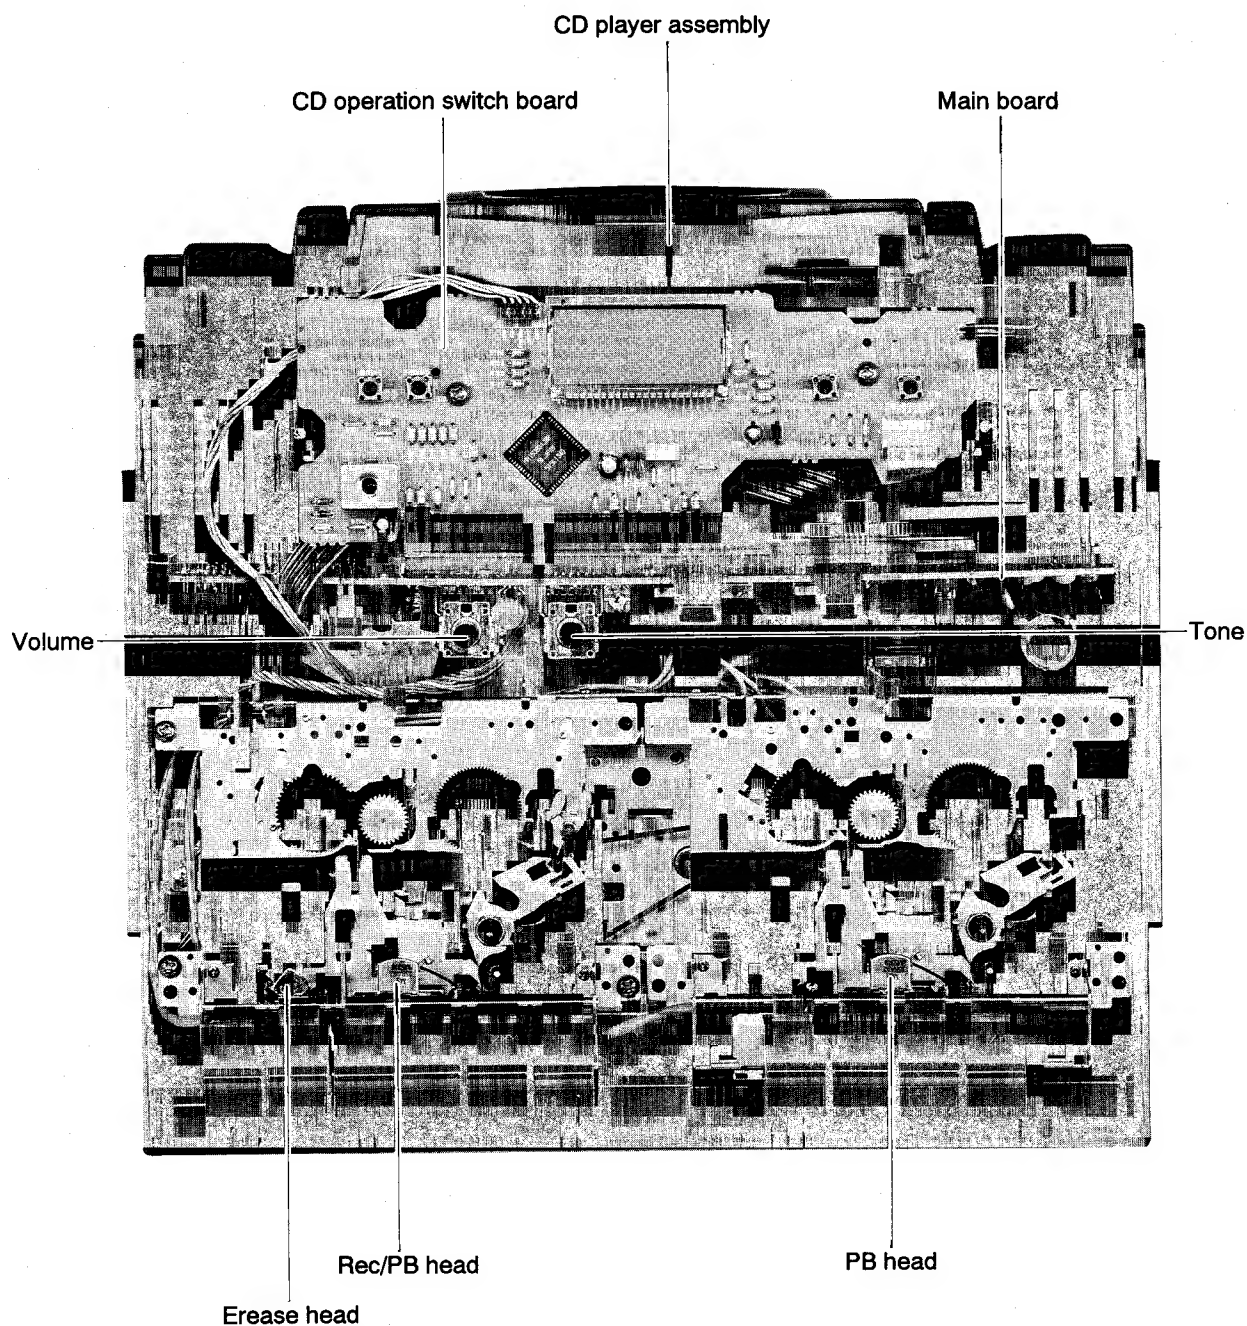 CD player assembly
CD operation switch board
Main board
Volume
Tone
Rec/PB head
PB head
Erease head